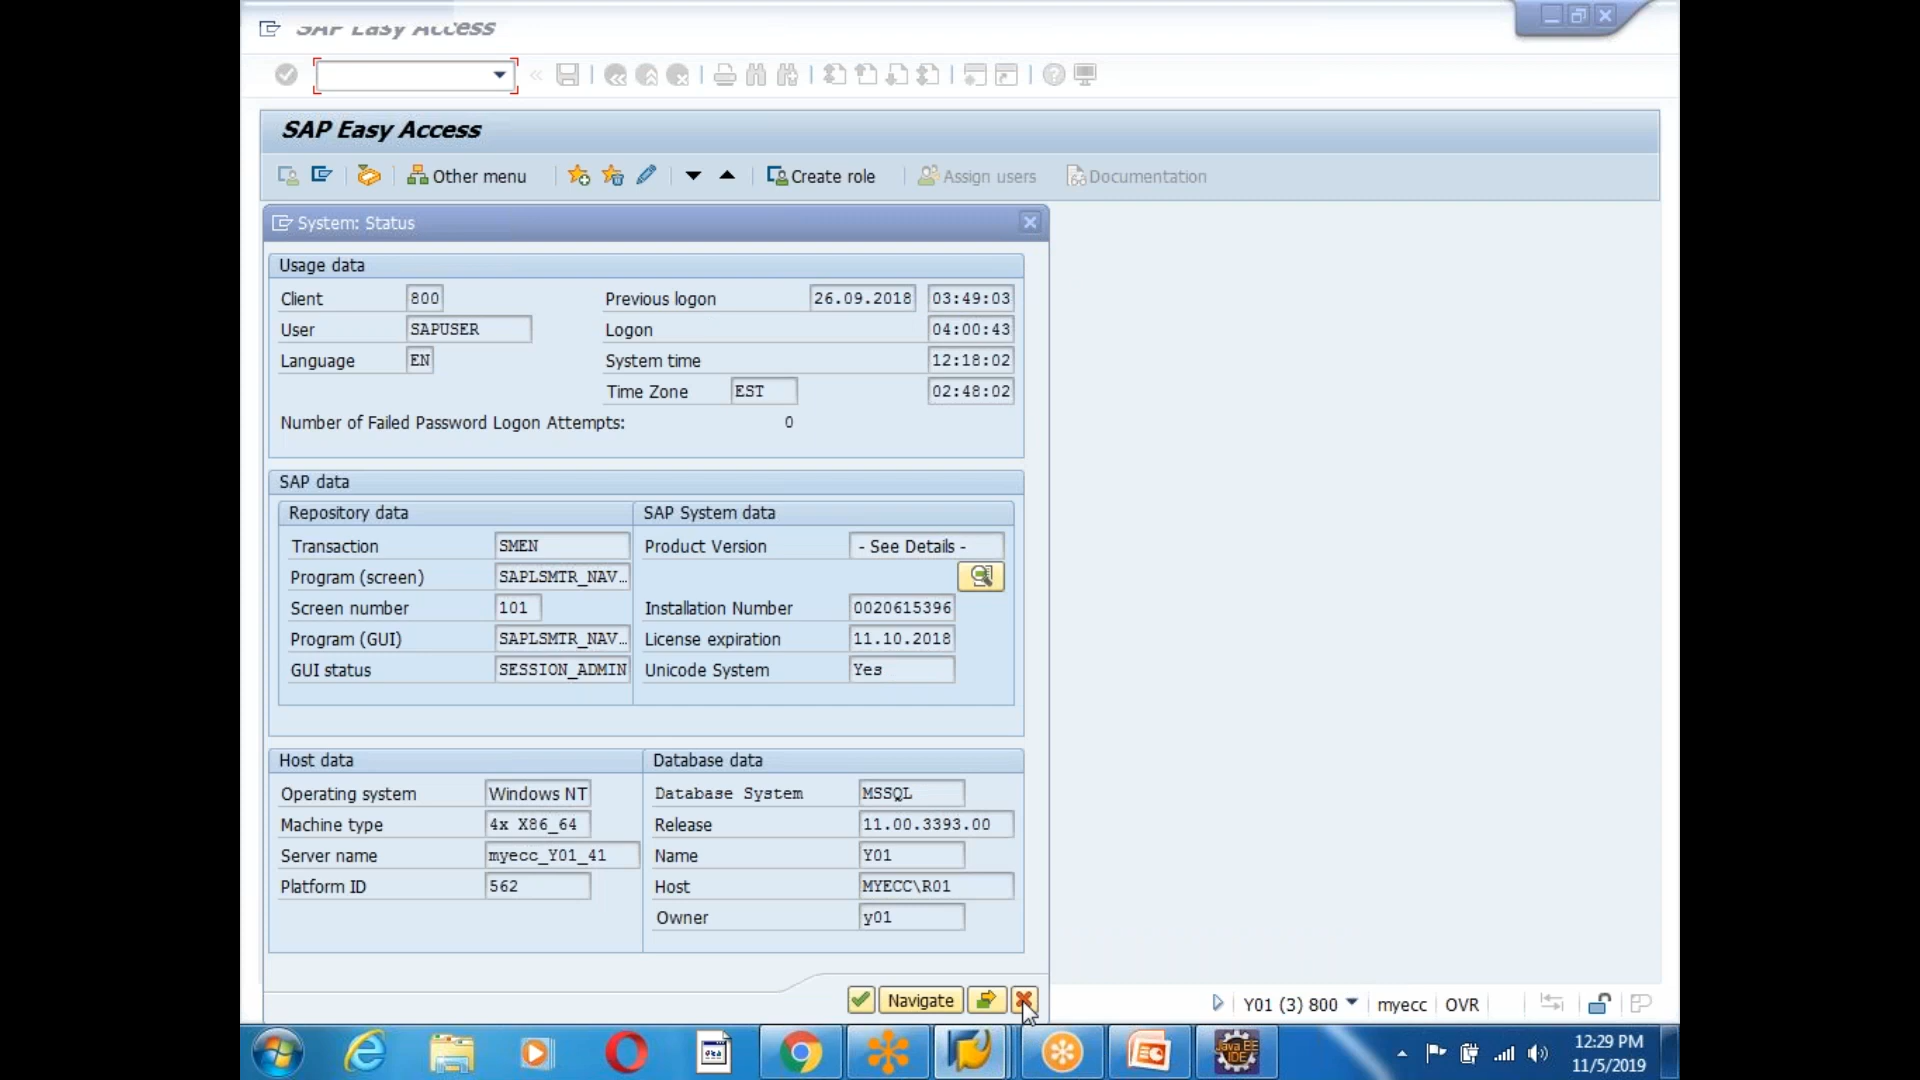 SAP Easy Access
SAP Easy Access
Other menu Create role Assign users Documentation
System: Status
Usage data
Client 800 Previous logon 26.09.2018 03:49:03
User SAPUSER Logon 04:00:43
Language EN System time 12:18:02
Time Zone EST 02:48:02
Number of Failed Password Logon Attempts: 0
SAP data
Repository data SAP System data
Transaction SMEN Product Version - See Details -
Program (screen) SAPLSMTR_NAV...
Screen number 101 Installation Number 0020615396
Program (GUI) SAPLSMTR_NAV... License expiration 11.10.2018
GUI status SESSION_ADMIN Unicode System Yes
Host data Database data
Operating system Windows NT Database System MSSQL
Machine type 4x X86_64 Release 11.00.3393.00
Server name myecc_Y01_41 Name Y01
Platform ID 562 Host MYECC\R01
Owner y01
Navigate
Y01 (3) 800 myecc OVR
Java EE
IDE
12:29 PM
11/5/2019